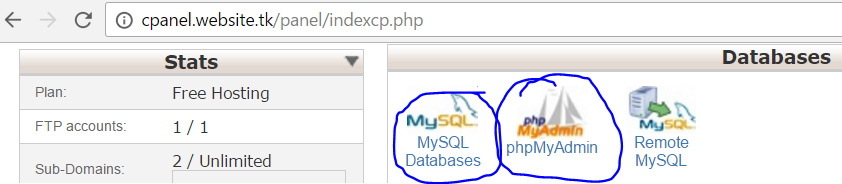 cpanel.website.tk/panel/indexcp.php
Stats
Plan: Free Hosting
FTP accounts: 1 / 1
Sub-Domains: 2 / Unlimited
Databases
MySQL
MySQL
Databases
php
MyAdmin
phpMyAdmin
MySQL
Remote
MySQL